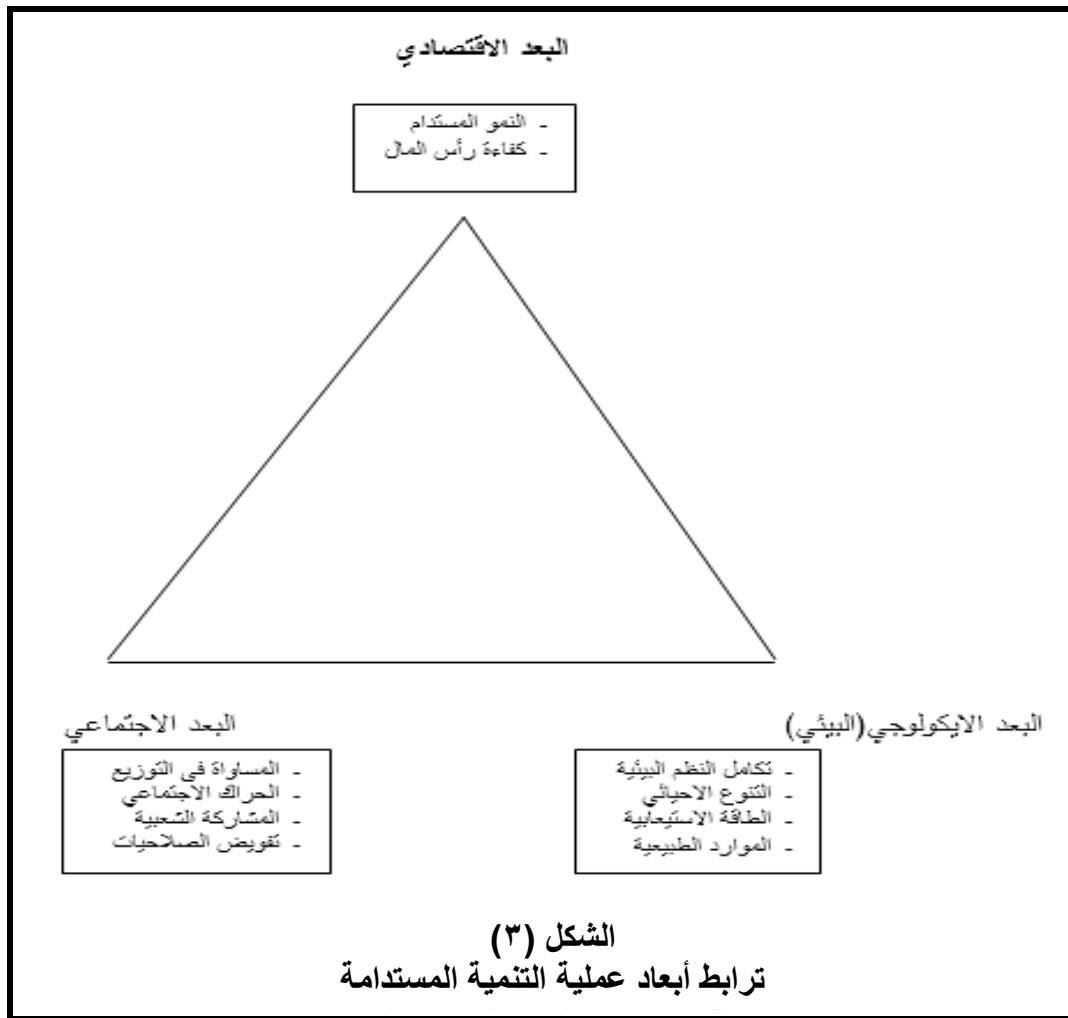 البعد الاقتصادي
- النمو المستدام
- كفاءة رأس المال
البعد الايكولوجي(البيئي)
- تكامل النظم البيئية
- التنوع الاحيائي
- الطاقة الاستيعابية
- الموارد الطبيعية
البعد الاجتماعي
- المساواة في التوزيع
- الحراك الاجتماعي
- المشاركة الشعبية
- تفويض الصلاحيات
الشكل (٣)
ترابط أبعاد عملية التنمية المستدامة